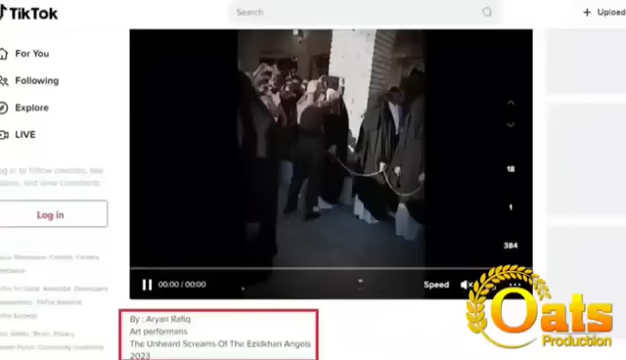 TikTok
Search
Upload
For You
Following
Explore
LIVE
Log in
18
1
384
00:00 / 00:00
Speed
By : Aryan Rafiq
Art performans
The Unheard Screams Of The Ezidkhan Angels
2023
Oats
Production